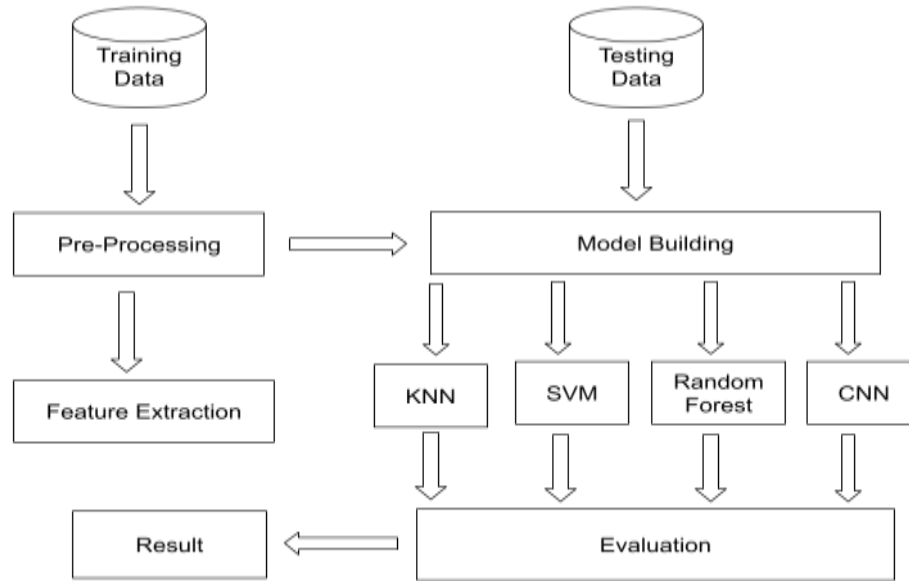 Training
Data
Testing
Data
Pre-Processing
Model Building
Feature Extraction
KNN
SVM
Random
Forest
CNN
Result
Evaluation